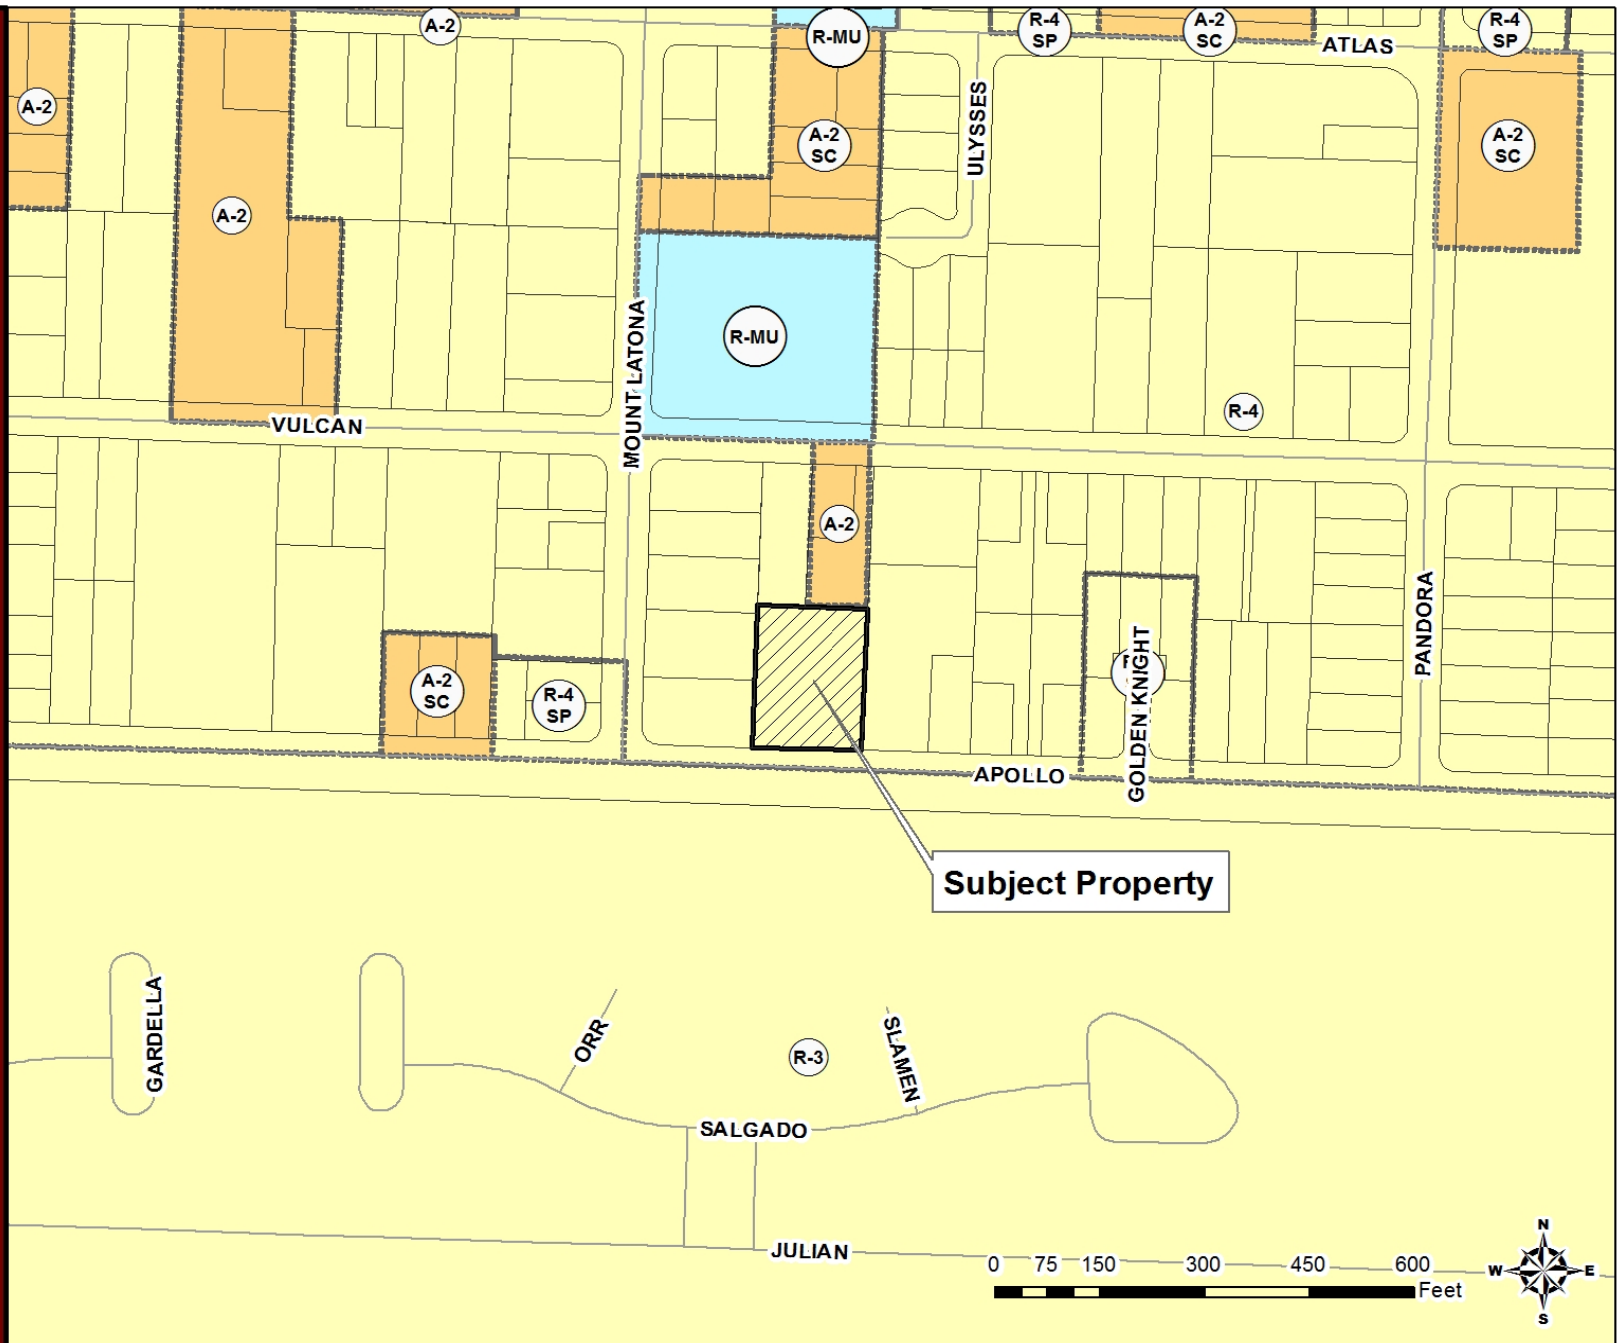 A-2
R-MU
R-4
SP
A-2
SC
ATLAS
R-4
SP
A-2
A-2
SC
ULYSSES
A-2
SC
A-2
R-MU
MOUNT LATONA
R-4
VULCAN
A-2
PANDORA
A-2
SC
R-4
SP
GOLDEN KNIGHT
APOLLO
Subject Property
GARDELLA
ORR
R-3
SLAMEN
SALGADO
JULIAN
0 75 150 300 450 600
Feet
N
W E
S